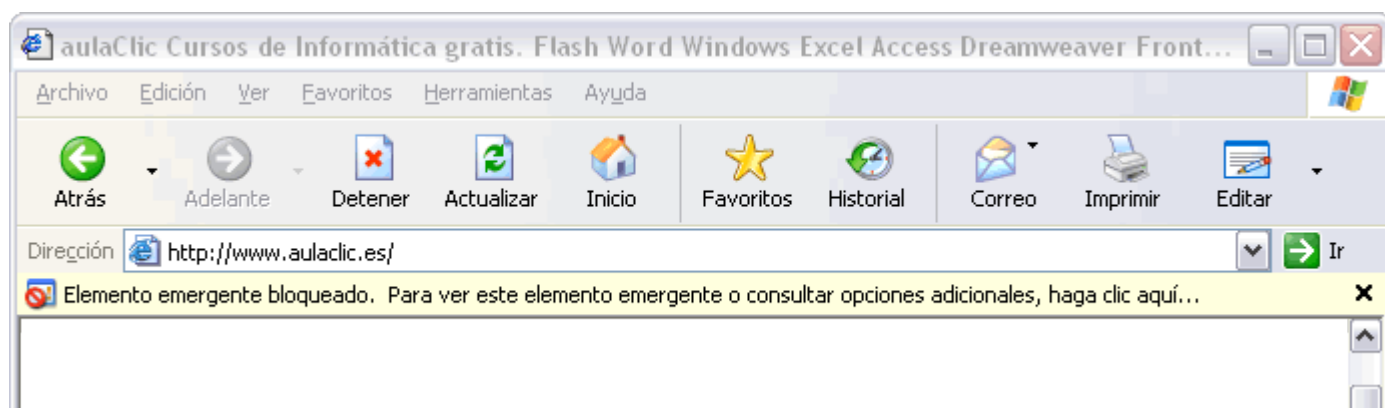 aulaClic Cursos de Informática gratis. Flash Word Windows Excel Access Dreamweaver Front...
Archivo Edición Ver Favoritos Herramientas Ayuda
Atrás Adelante Detener Actualizar Inicio Favoritos Historial Correo Imprimir Editar
Dirección http://www.aulaclic.es/ Ir
Elemento emergente bloqueado. Para ver este elemento emergente o consultar opciones adicionales, haga clic aquí...